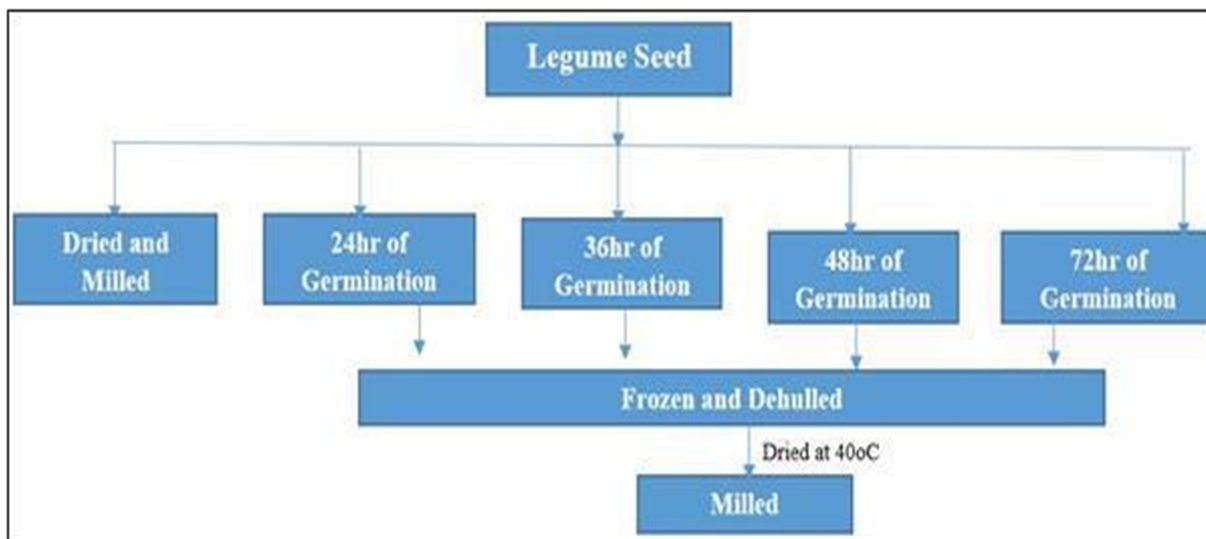 Legume Seed
Dried and
Milled
24hr of
Germination
36hr of
Germination
48hr of
Germination
72hr of
Germination
Frozen and Dehulled
Dried at 40oC
Milled